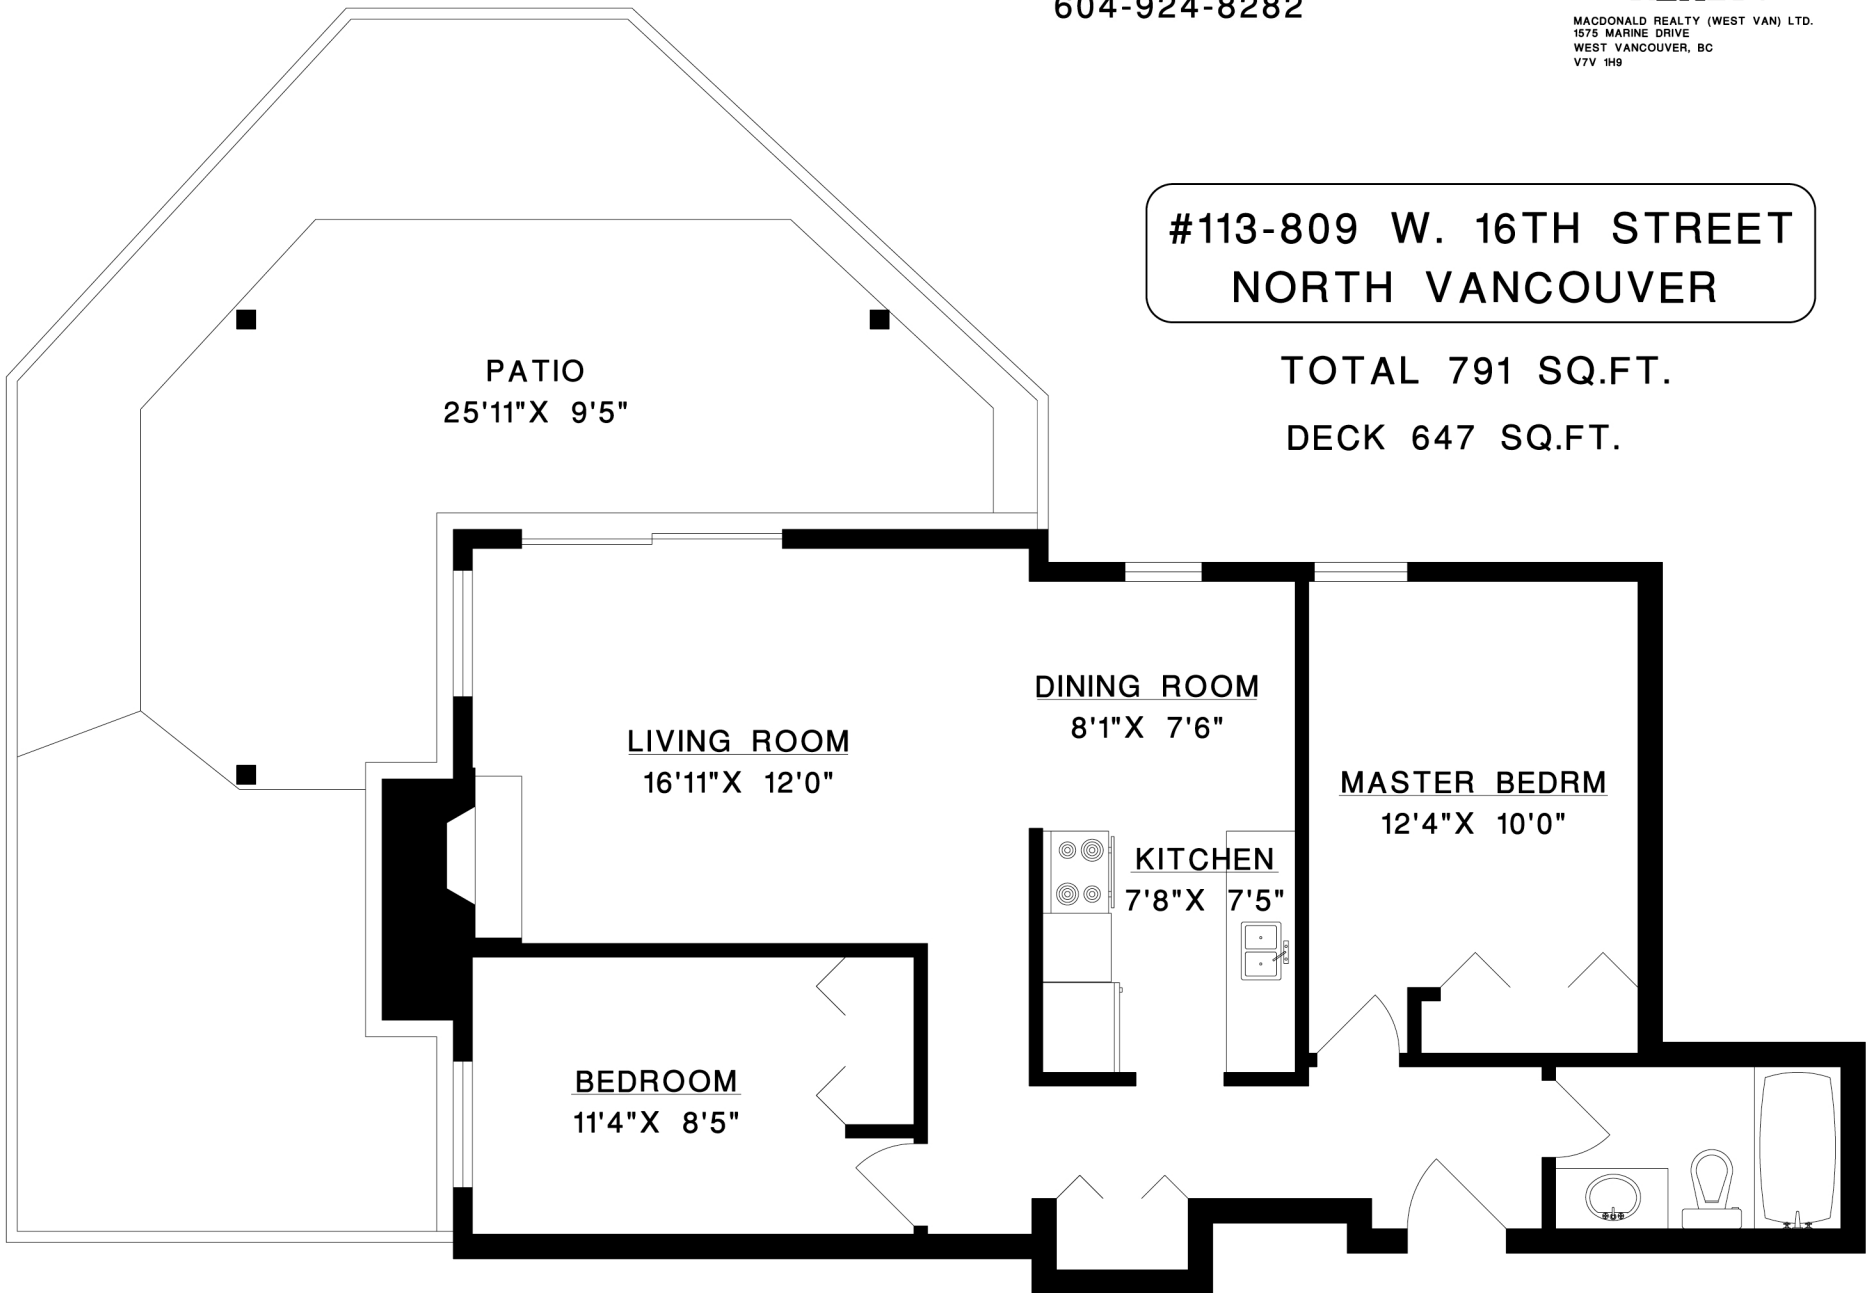 604-924-8282
MACDONALD REALTY (WEST VAN) LTD.
1575 MARINE DRIVE
WEST VANCOUVER, BC
V7V 1H9
#113-809 W. 16TH STREET
NORTH VANCOUVER
TOTAL 791 SQ.FT.
DECK 647 SQ.FT.
PATIO
25'11"X 9'5"
DINING ROOM
8'1"X 7'6"
LIVING ROOM
16'11"X 12'0"
MASTER BEDRM
12'4"X 10'0"
KITCHEN
7'8"X 7'5"
BEDROOM
11'4"X 8'5"